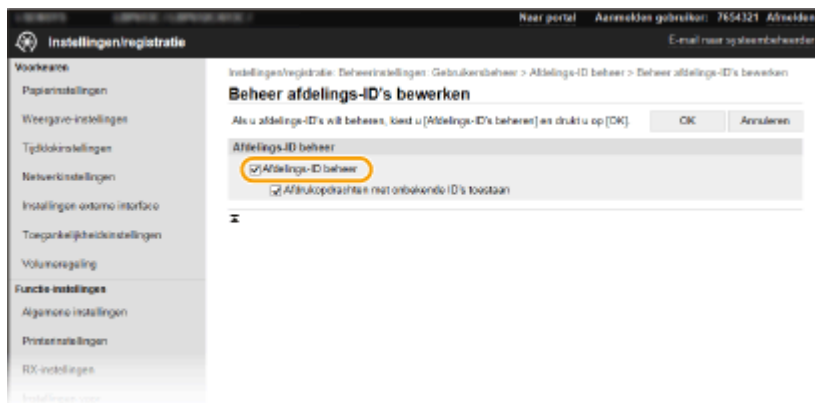 Naar portal Aanmelden gebruiker: 7654321 Afmelden
Instellingen/registratie
E-mail naar systeembeheerder
Voorkeuren
Papierinstellingen
Weergave-instellingen
Tijdklokinstellingen
Netwerkinstellingen
Instellingen externe interface
Toegankelijkheidsinstellingen
Volumeregeling
Functie-instellingen
Algemene instellingen
Printerinstellingen
RX-instellingen
Instellingen/registratie: Beheerinstellingen: Gebruikersbeheer > Afdelings-ID beheer > Beheer afdelings-ID's bewerken
Beheer afdelings-ID's bewerken
Als u afdelings-ID's wilt beheren, kiest u [Afdelings-ID's beheren] en drukt u op [OK].
OK Annuleren
Afdelings-ID beheer
Afdelings-ID beheer
Afdrukopdrachten met onbekende ID's toestaan